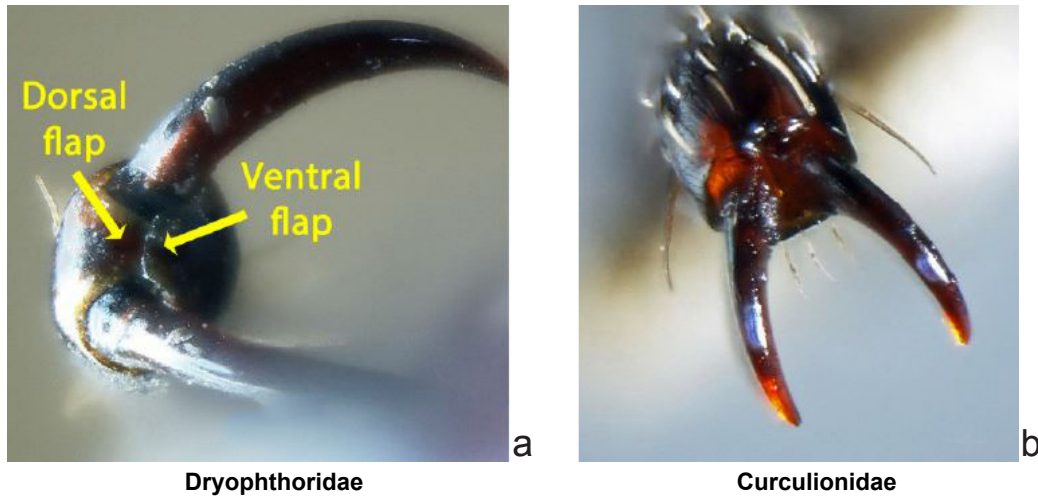 Dorsal
flap
Ventral
flap
a
b
Dryophthoridae
Curculionidae